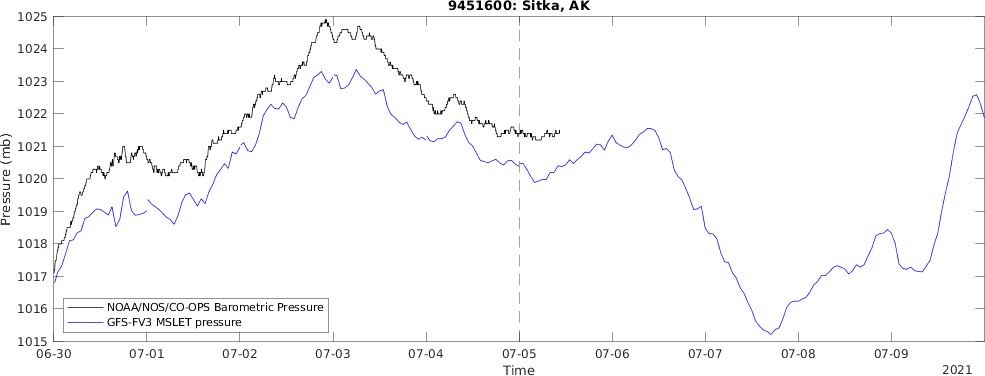 9451600: Sitka, AK
1025
1024
1023
1022
1021
1020
1019
1018
1017
1016
1015
Pressure (mb)
NOAA/NOS/CO-OPS Barometric Pressure
GFS-FV3 MSLET pressure
06-30 07-01 07-02 07-03 07-04 07-05 07-06 07-07 07-08 07-09
Time
2021